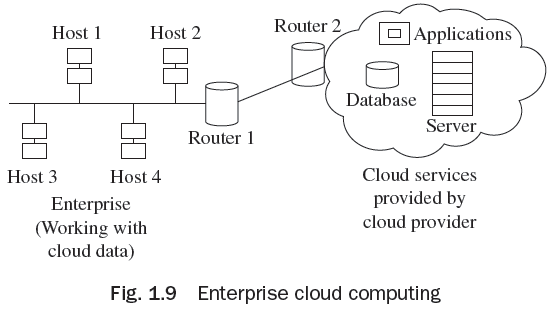 Host 1
Host 2
Router 2
Applications
Database
Server
Router 1
Host 3
Host 4
Enterprise
(Working with
cloud data)
Cloud services
provided by
cloud provider
Fig. 1.9 Enterprise cloud computing